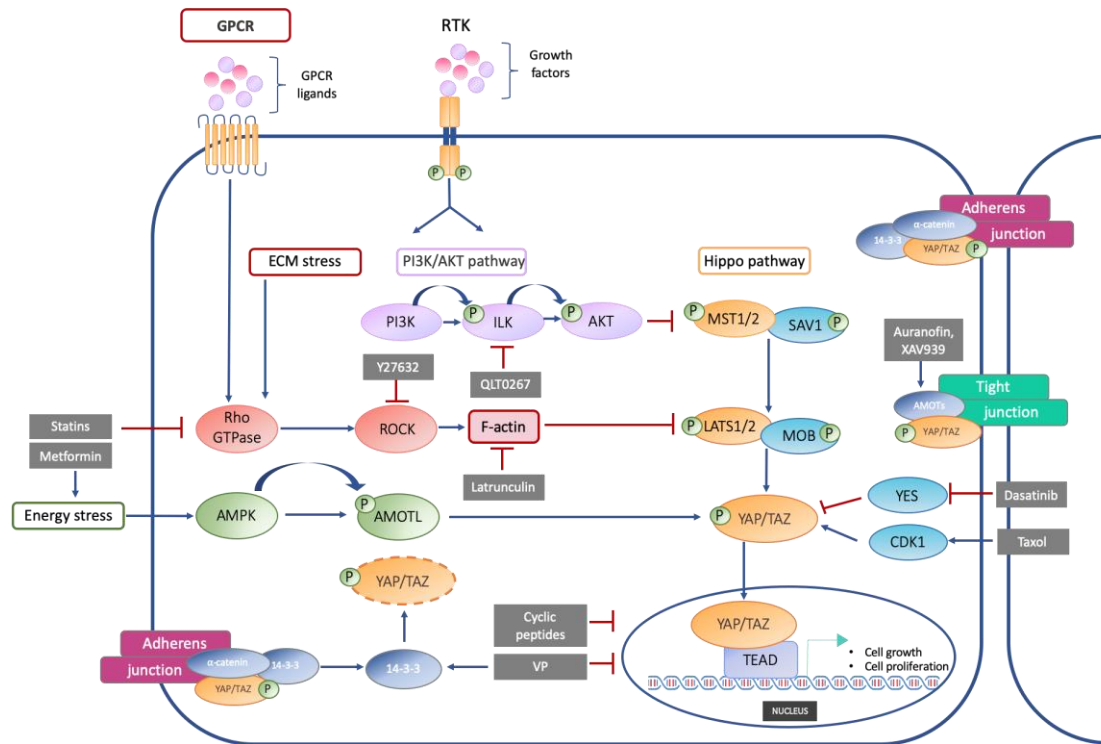 GPCR
RTK
GPCR
ligands
Growth
factors
P
P
Adherens
junction
α-catenin
14-3-3
YAP/TAZ
P
ECM stress
PI3K/AKT pathway
Hippo pathway
PI3K
P
ILK
P
AKT
P
MST1/2
SAV1
P
Auranofin,
XAV939
Y27632
QLT0267
Tight
junction
AMOTs
P
YAP/TAZ
Statins
Metformin
Rho
GTPase
ROCK
F-actin
P
LATS1/2
MOB
P
Latrunculin
Energy stress
AMPK
P
AMOTL
P
YAP/TAZ
YES
Dasatinib
CDK1
Taxol
P
YAP/TAZ
Cyclic
peptides
VP
YAP/TAZ
TEAD
• Cell growth
• Cell proliferation
NUCLEUS
Adherens
junction
α-catenin
14-3-3
YAP/TAZ
P
14-3-3